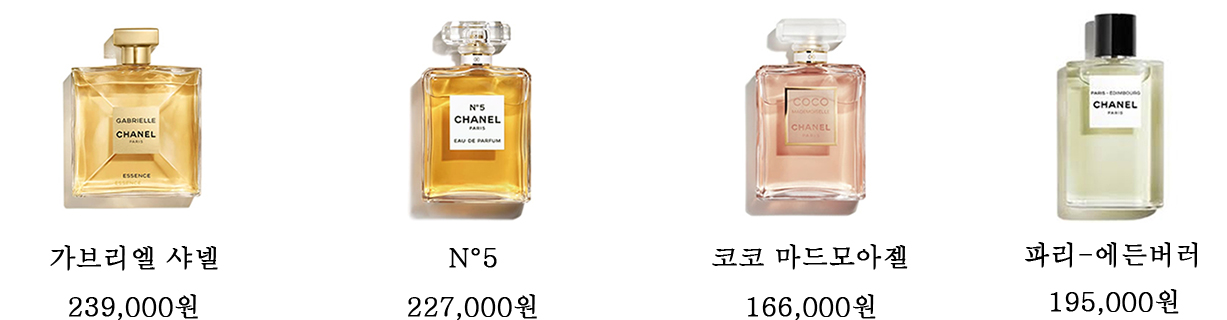 GABRIELLE
CHANEL
PARIS
ESSENCE
가브리엘 샤넬
239,000원
N°5
CHANEL
PARIS
EAU DE PARFUM
N°5
227,000원
COCO
MADEMOISELLE
CHANEL
PARIS
코코 마드모아젤
166,000원
PARIS-ÉDIMBOURG
CHANEL
PARIS
파리-에든버러
195,000원